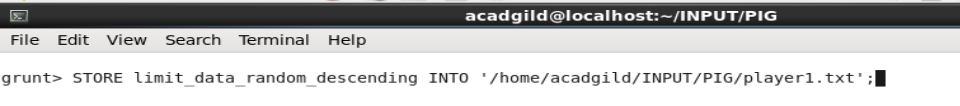 acadgild@localhost:~/INPUT/PIG
File Edit View Search Terminal Help
grunt> STORE limit_data_random_descending INTO '/home/acadgild/INPUT/PIG/player1.txt';